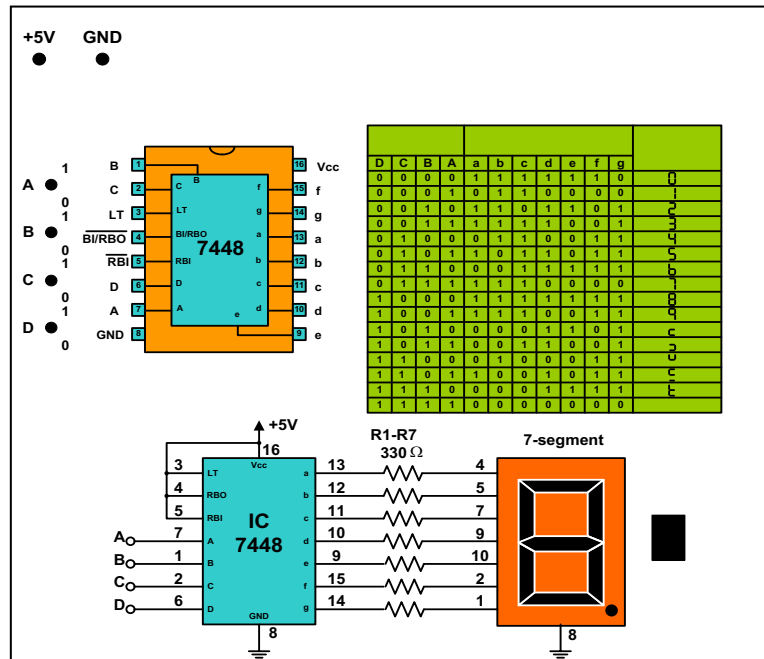 +5V GND
A 1 0
B 1 0
C 1 0
D 1 0
B 1 B 16 Vcc
C 2 C f 15 f
LT 3 LT g 14 g
BI/RBO 4 BI/RBO a 13 a
7448
RBI 5 RBI b 12 b
D 6 D c 11 c
A 7 A d 10 d
GND 8 e 9 e
D C B A a b c d e f g
0 0 0 0 1 1 1 1 1 1 0 0
0 0 0 1 0 1 1 0 0 0 0 1
0 0 1 0 1 1 0 1 1 0 1 2
0 0 1 1 1 1 1 1 0 0 1 3
0 1 0 0 0 1 1 0 0 1 1 4
0 1 0 1 1 0 1 1 0 1 1 5
0 1 1 0 0 0 1 1 1 1 1 6
0 1 1 1 1 1 1 0 0 0 0 7
1 0 0 0 1 1 1 1 1 1 1 8
1 0 0 1 1 1 1 0 0 1 1 9
1 0 1 0 0 0 0 1 1 0 1
1 0 1 1 0 0 1 1 0 0 1
1 1 0 0 0 1 0 0 0 1 1
1 1 0 1 1 0 0 1 0 1 1
1 1 1 0 0 0 0 1 1 1 1
1 1 1 1 0 0 0 0 0 0 0
+5V
R1-R7
330 Ω
7-segment
16
Vcc
3 LT a 13 4
4 RBO b 12 5
5 RBI c 11 7
IC
7448
A 7 A d 10 9
B 1 B e 9 10
C 2 C f 15 2
D 6 D g 14 1
GND
8
8